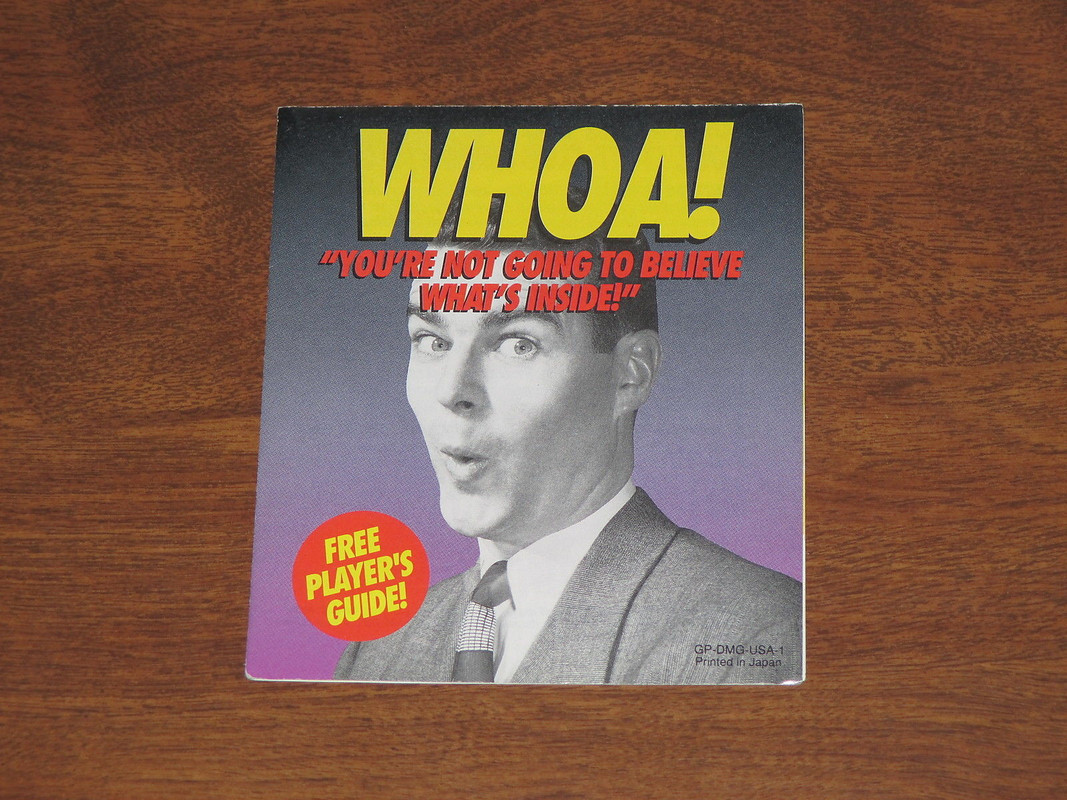 WHOA!
"YOU'RE NOT GOING TO BELIEVE
WHAT'S INSIDE!"
FREE
PLAYER'S
GUIDE!
GP-DMG-USA-1
Printed in Japan